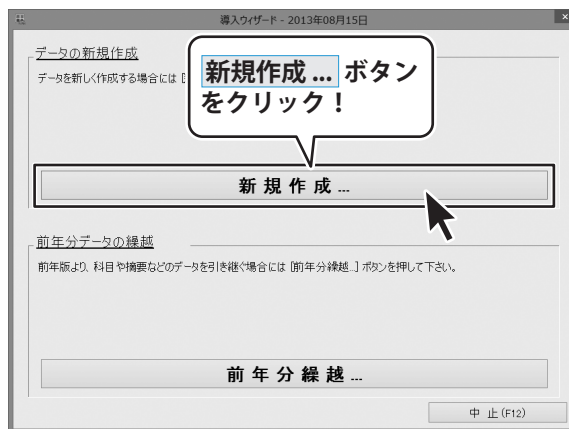 導入ウィザード - 2013年08月15日
データの新規作成
データを新しく作成する場合には [
新規作成 ... ボタン
をクリック！
新 規 作 成 ...
前年分データの繰越
前年版より、科目や摘要などのデータを引き継ぐ場合には [前年分繰越...] ボタンを押して下さい。
前 年 分 繰 越 ...
中 止 (F12)